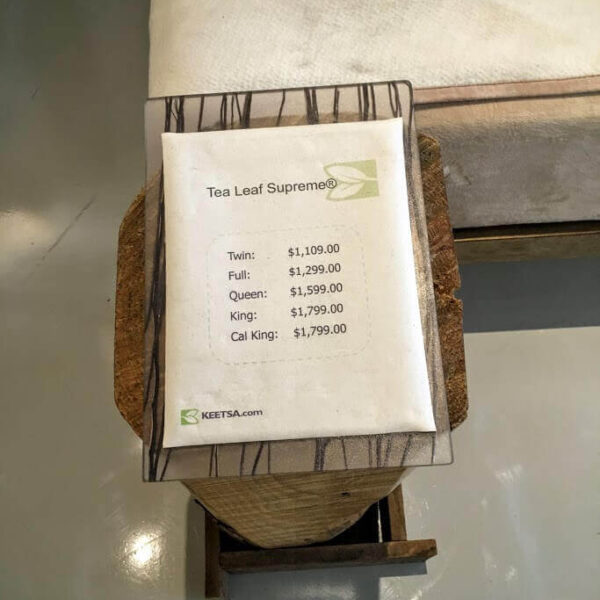 Tea Leaf Supreme®
Twin: $1,109.00
Full: $1,299.00
Queen: $1,599.00
King: $1,799.00
Cal King: $1,799.00
KEETSA.com